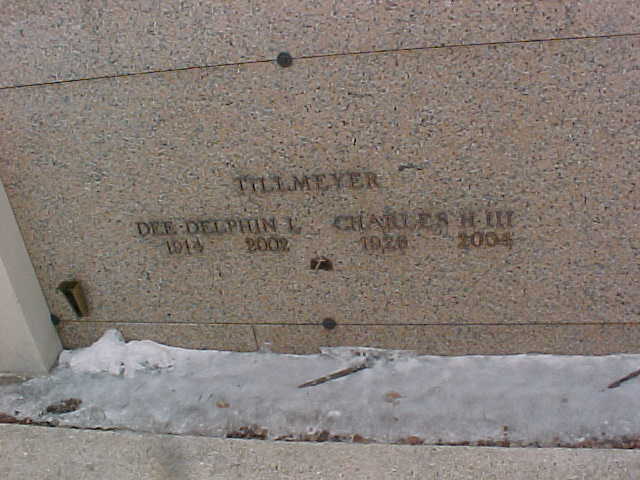 TILLMEYER
DEE DELPHIN L CHARLES H III
1914 2002 1926 2004